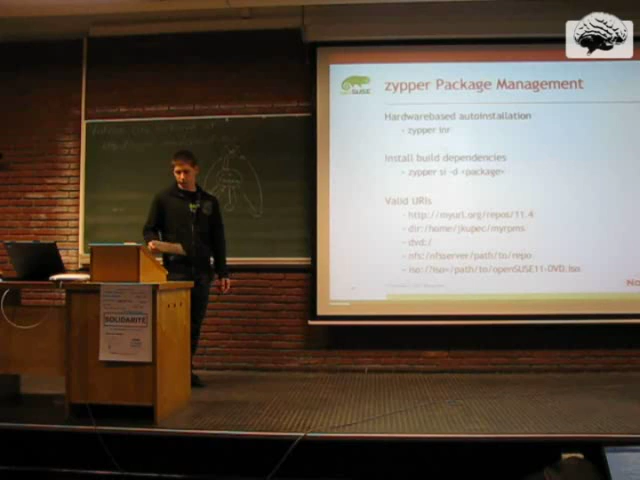 zypper Package Management
SUSE
Hardwarebased autoinstallation
- zypper inr
Install build dependencies
- zypper si -d <package>
Valid URIs
- http://myurl.org/repos/11.4
- dir:/home/jkupec/myrpms
- dvd:/
- nfs://nfsserver/path/to/repo
- iso:/?iso=/path/to/openSUSE11-DVD.iso
SOLIDARITE